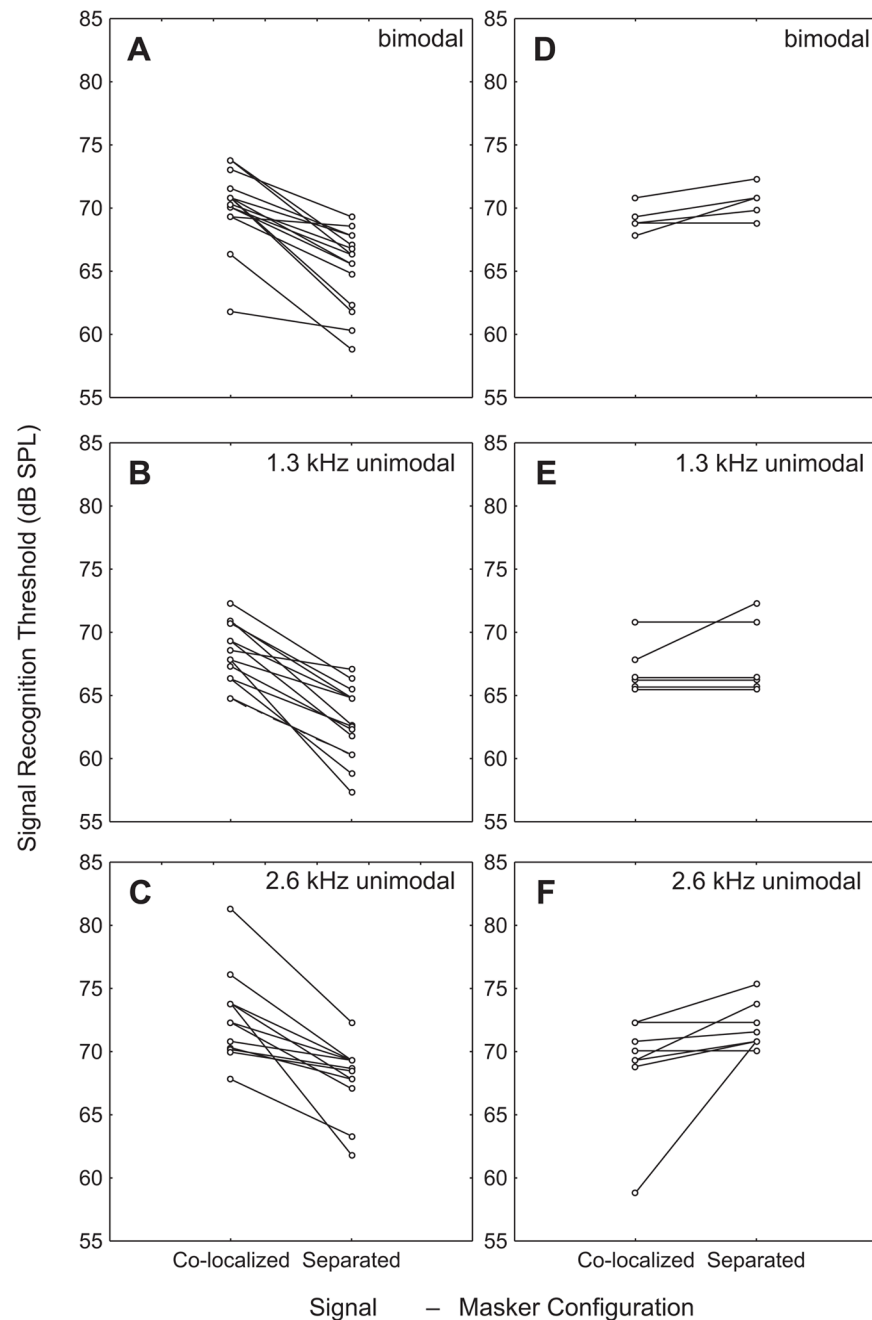 Signal Recognition Threshold (dB SPL)
A
bimodal
85
80
75
70
65
60
55
D
bimodal
85
80
75
70
65
60
55
B
1.3 kHz unimodal
85
80
75
70
65
60
55
E
1.3 kHz unimodal
85
80
75
70
65
60
55
C
2.6 kHz unimodal
85
80
75
70
65
60
55
Co-localized Separated
F
2.6 kHz unimodal
85
80
75
70
65
60
55
Co-localized Separated
Signal – Masker Configuration